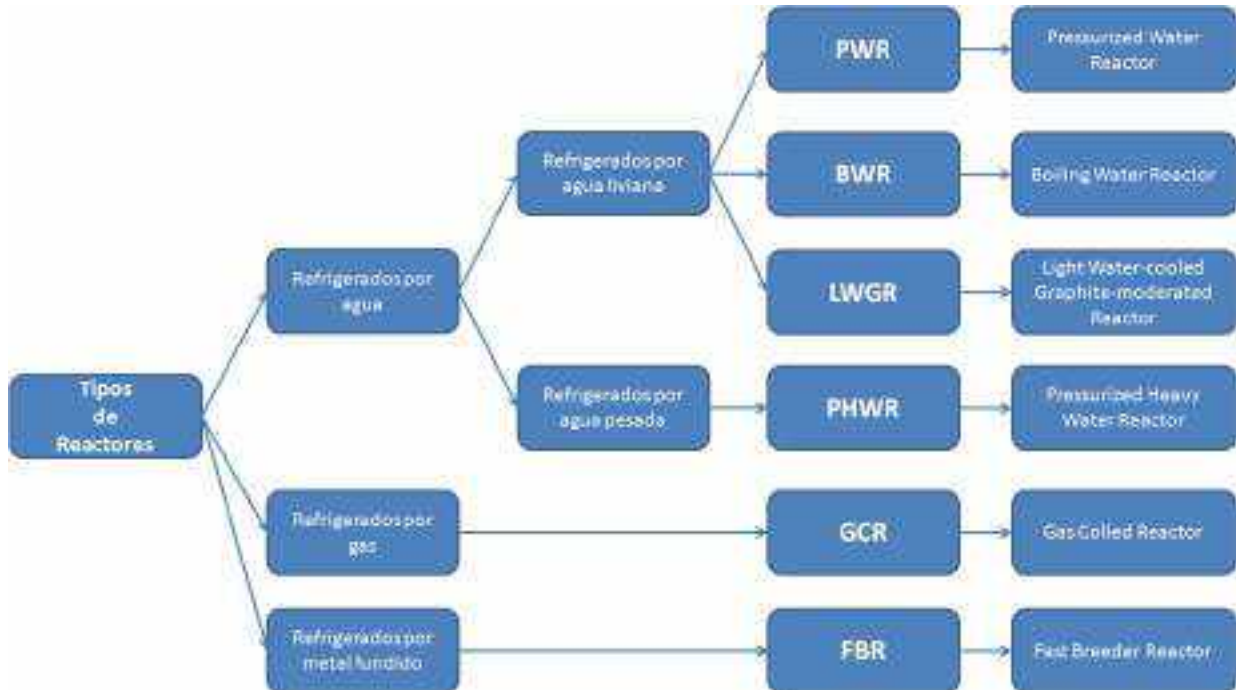 PWR
Pressurized Water
Reactor
Refrigerados por
agua liviana
BWR
Boiling Water Reactor
Refrigerados por
agua
LWGR
Light Water-cooled
Graphite-moderated
Reactor
Tipos
de
Reactores
Refrigerados por
agua pesada
PHWR
Pressurized Heavy
Water Reactor
Refrigerados por
gas
GCR
Gas Colled Reactor
Refrigerados por
metal fundido
FBR
Fast Breeder Reactor